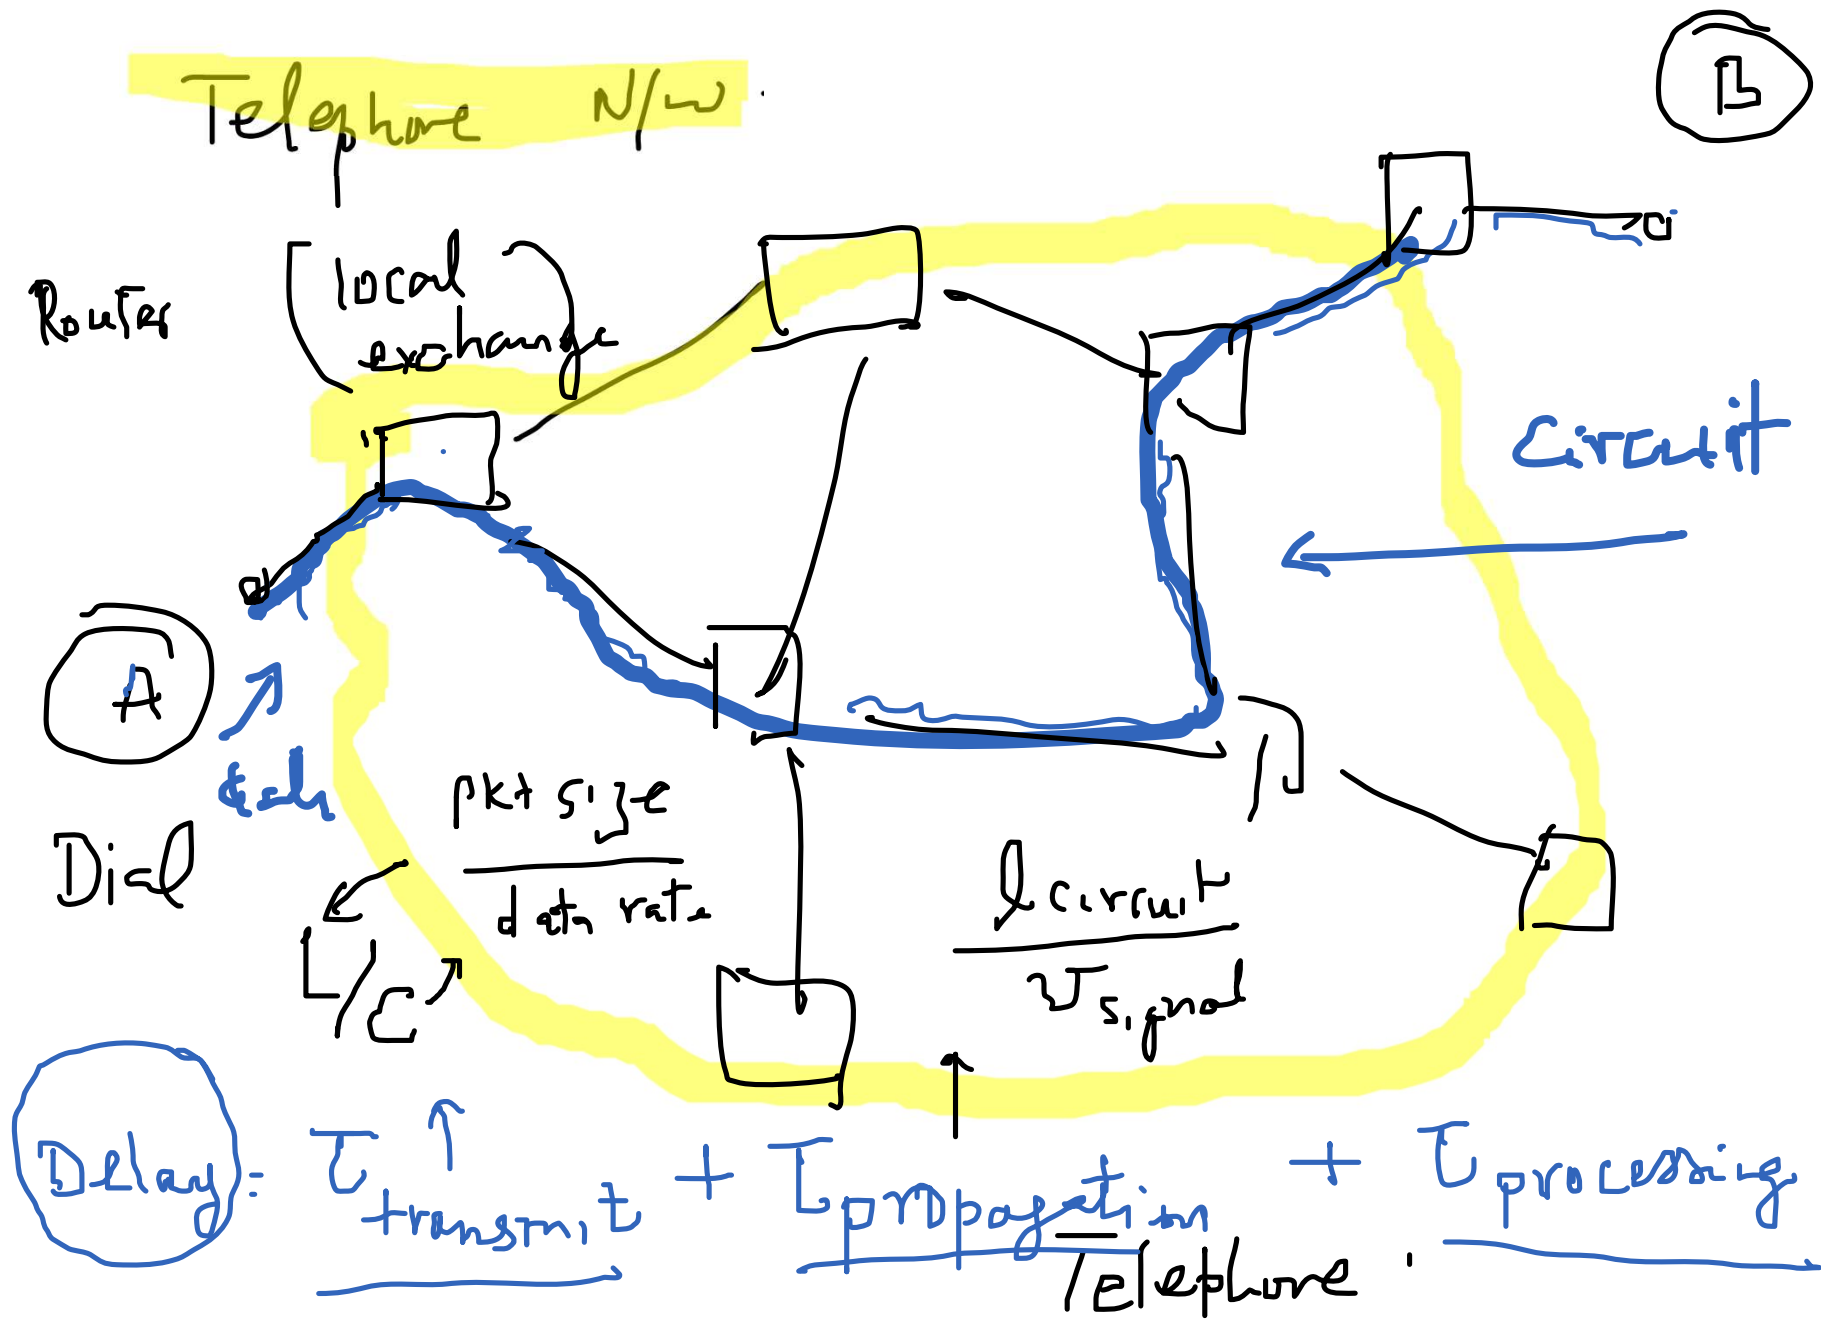 Telephone N/W.
B
Router
local
exchange
Circuit
A
Dial
pkt size
data rate
l circuit
v signal
L/C
Delay = τ transmit + τ propagation + τ processing
Telephone